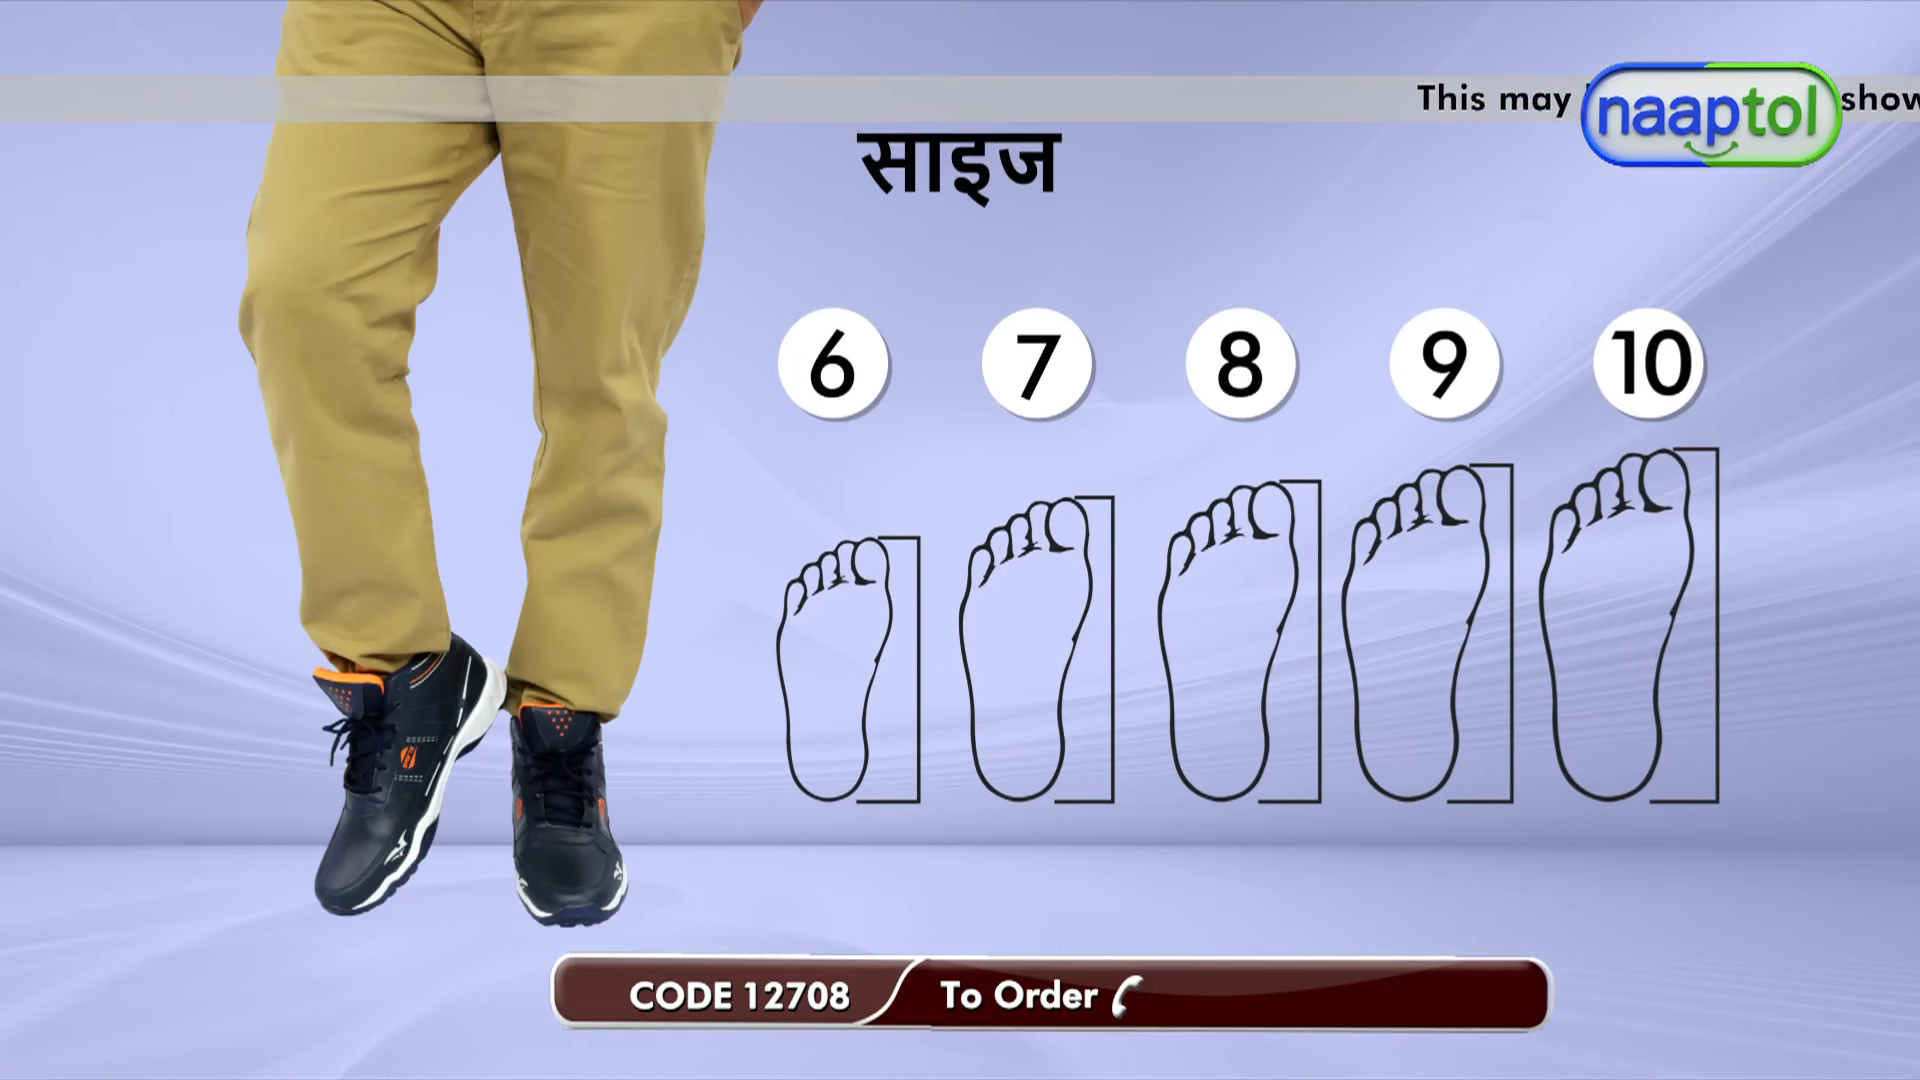 This may
show
naaptol
साइज
6 7 8 9 10
CODE 12708 To Order